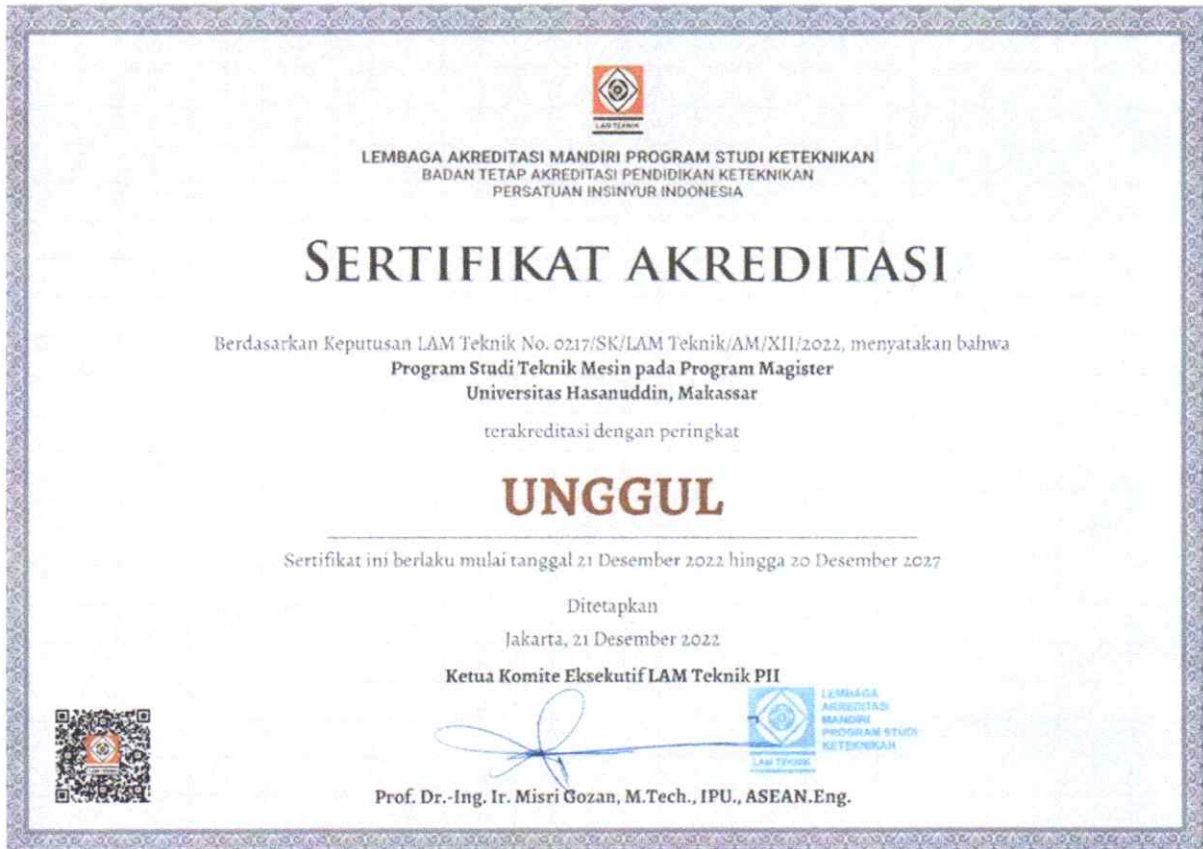 LAM TEKNIK
LEMBAGA AKREDITASI MANDIRI PROGRAM STUDI KETEKNIKAN
BADAN TETAP AKREDITASI PENDIDIKAN KETEKNIKAN
PERSATUAN INSINYUR INDONESIA
SERTIFIKAT AKREDITASI
Berdasarkan Keputusan LAM Teknik No. 0217/SK/LAM Teknik/AM/XII/2022, menyatakan bahwa
Program Studi Teknik Mesin pada Program Magister
Universitas Hasanuddin, Makassar
terakreditasi dengan peringkat
UNGGUL
Sertifikat ini berlaku mulai tanggal 21 Desember 2022 hingga 20 Desember 2027
Ditetapkan
Jakarta, 21 Desember 2022
Ketua Komite Eksekutif LAM Teknik PII
LEMBAGA
AKREDITASI
MANDIRI
PROGRAM STUDI
KETEKNIKAN
LAM TEKNIK
Prof. Dr.-Ing. Ir. Misri Gozan, M.Tech., IPU., ASEAN.Eng.